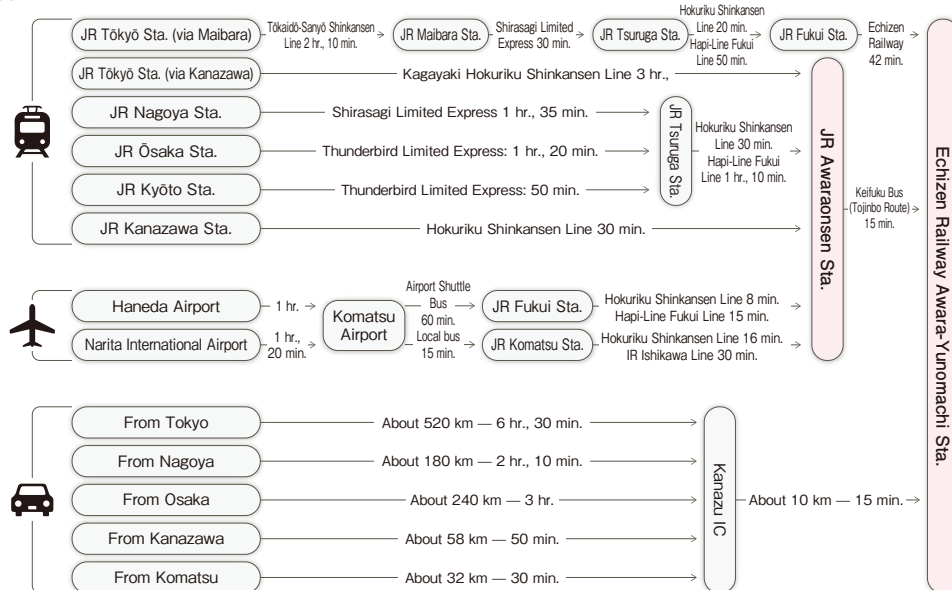 JR Tōkyō Sta. (via Maibara)
Tōkaidō-Sanyō Shinkansen
Line 2 hr., 10 min.
JR Maibara Sta.
Shirasagi Limited
Express 30 min.
JR Tsuruga Sta.
Hokuriku Shinkansen
Line 20 min.
Hapi-Line Fukui
Line 50 min.
JR Fukui Sta.
Echizen
Railway
42 min.
JR Tōkyō Sta. (via Kanazawa)
Kagayaki Hokuriku Shinkansen Line 3 hr.,
JR Nagoya Sta.
Shirasagi Limited Express 1 hr., 35 min.
JR Ōsaka Sta.
Thunderbird Limited Express: 1 hr., 20 min.
JR Kyōto Sta.
Thunderbird Limited Express: 50 min.
JR Tsuruga Sta.
Hokuriku Shinkansen
Line 30 min.
Hapi-Line Fukui
Line 1 hr., 10 min.
JR Kanazawa Sta.
Hokuriku Shinkansen Line 30 min.
JR Awaraonsen Sta.
Keifuku Bus
(Tojinbo Route)
15 min.
Echizen Railway Awara-Yunomachi Sta.
Haneda Airport
1 hr.
Narita International Airport
1 hr.,
20 min.
Komatsu
Airport
Airport Shuttle
Bus
60 min.
Local bus
15 min.
JR Fukui Sta.
Hokuriku Shinkansen Line 8 min.
Hapi-Line Fukui Line 15 min.
JR Komatsu Sta.
Hokuriku Shinkansen Line 16 min.
IR Ishikawa Line 30 min.
From Tokyo
About 520 km — 6 hr., 30 min.
From Nagoya
About 180 km — 2 hr., 10 min.
From Osaka
About 240 km — 3 hr.
From Kanazawa
About 58 km — 50 min.
From Komatsu
About 32 km — 30 min.
Kanazu IC
About 10 km — 15 min.